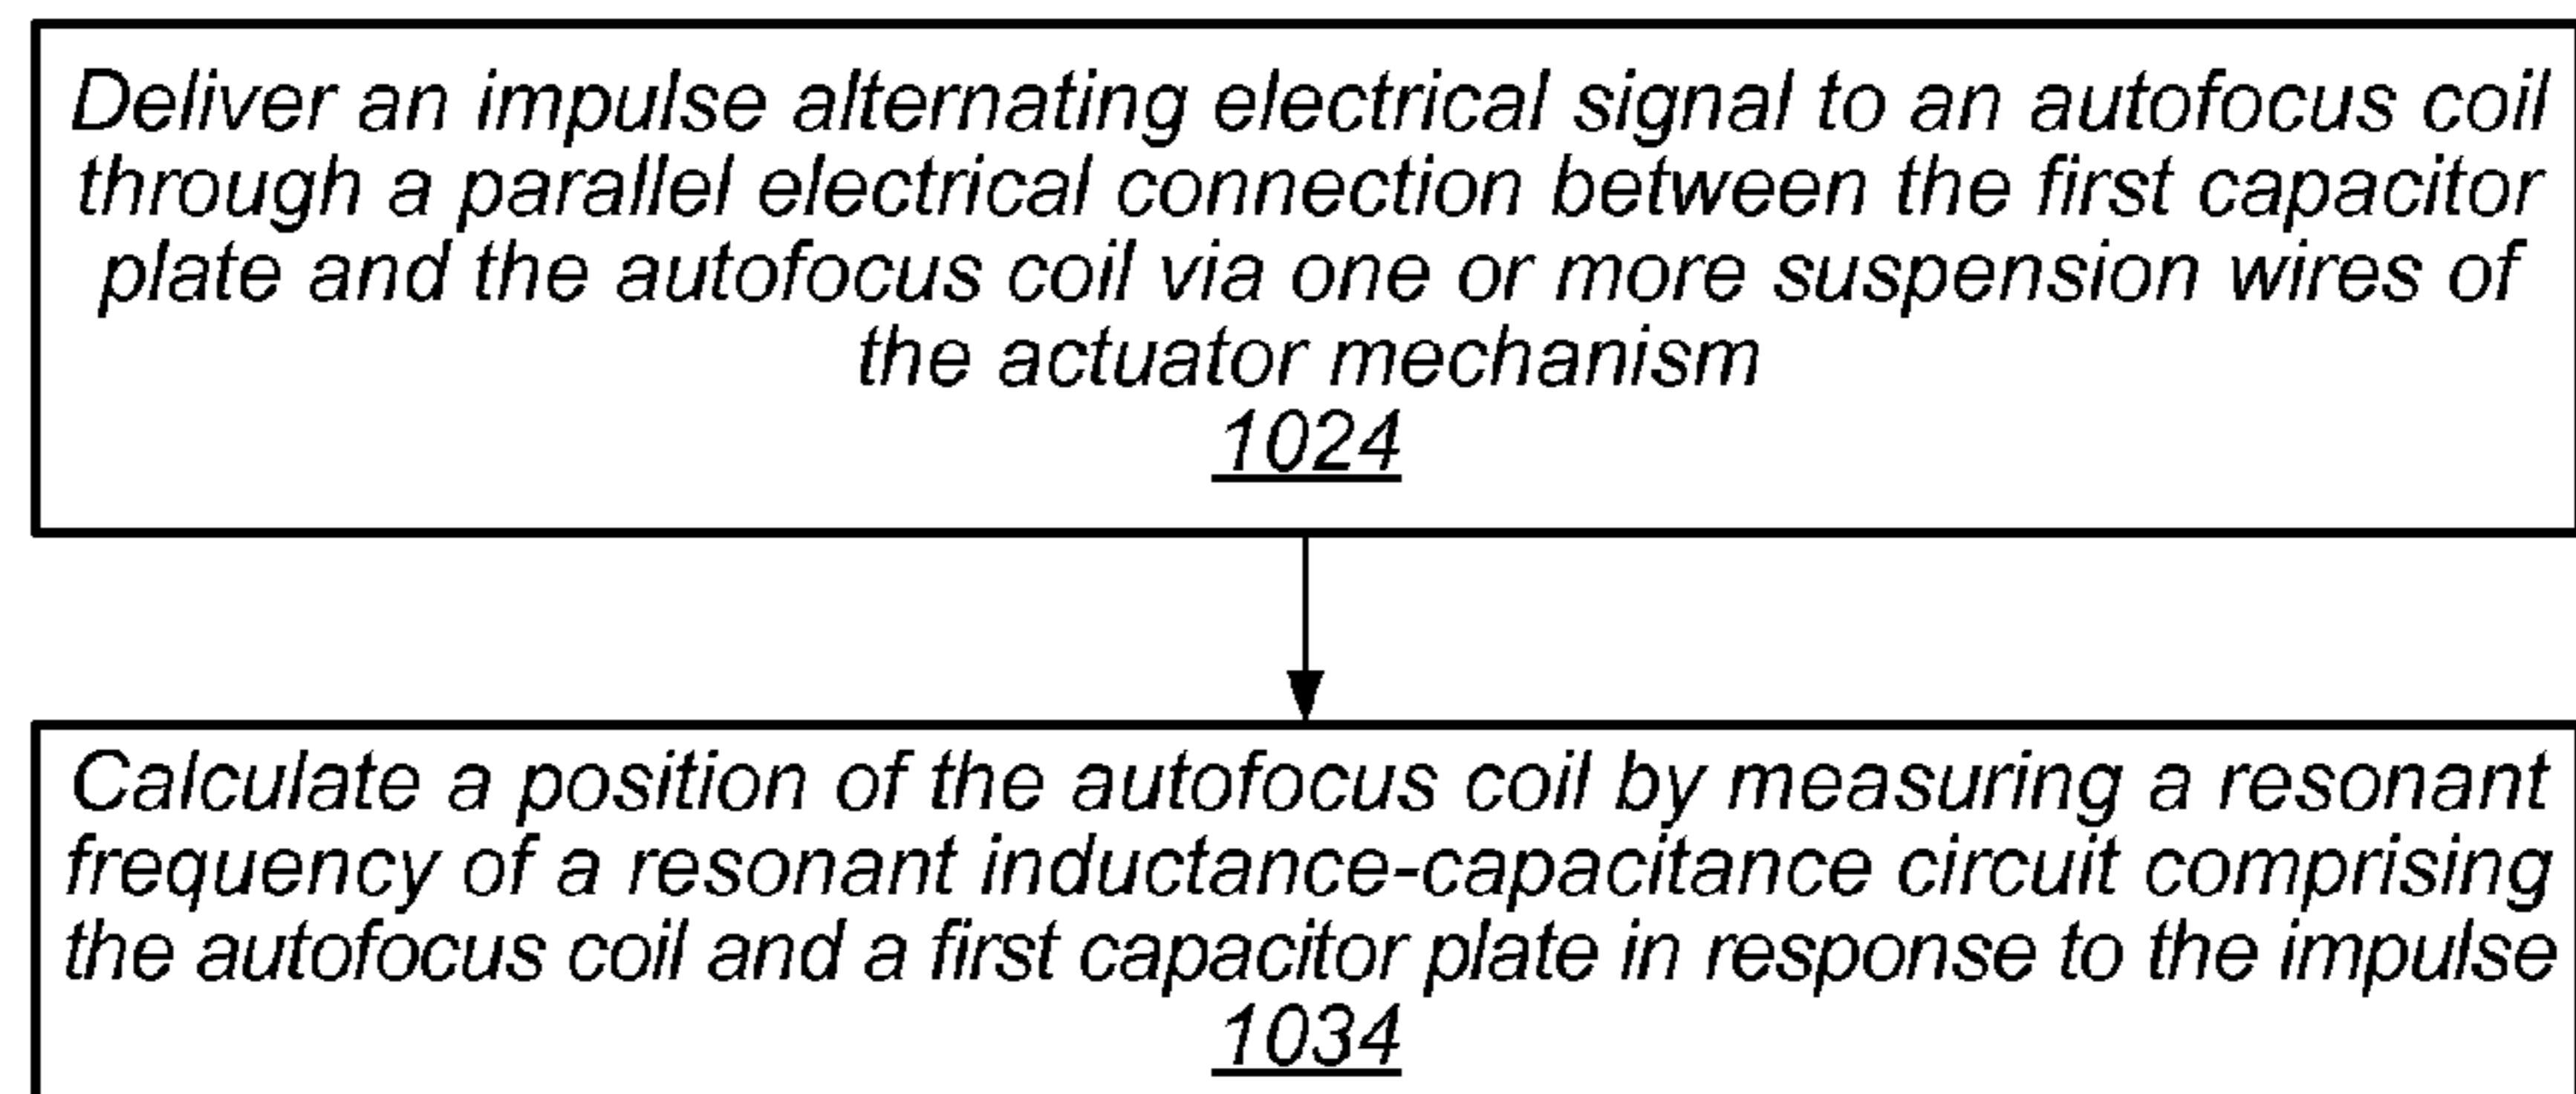 Deliver an impulse alternating electrical signal to an autofocus coil
through a parallel electrical connection between the first capacitor
plate and the autofocus coil via one or more suspension wires of
the actuator mechanism
1024
Calculate a position of the autofocus coil by measuring a resonant
frequency of a resonant inductance-capacitance circuit comprising
the autofocus coil and a first capacitor plate in response to the impulse
1034